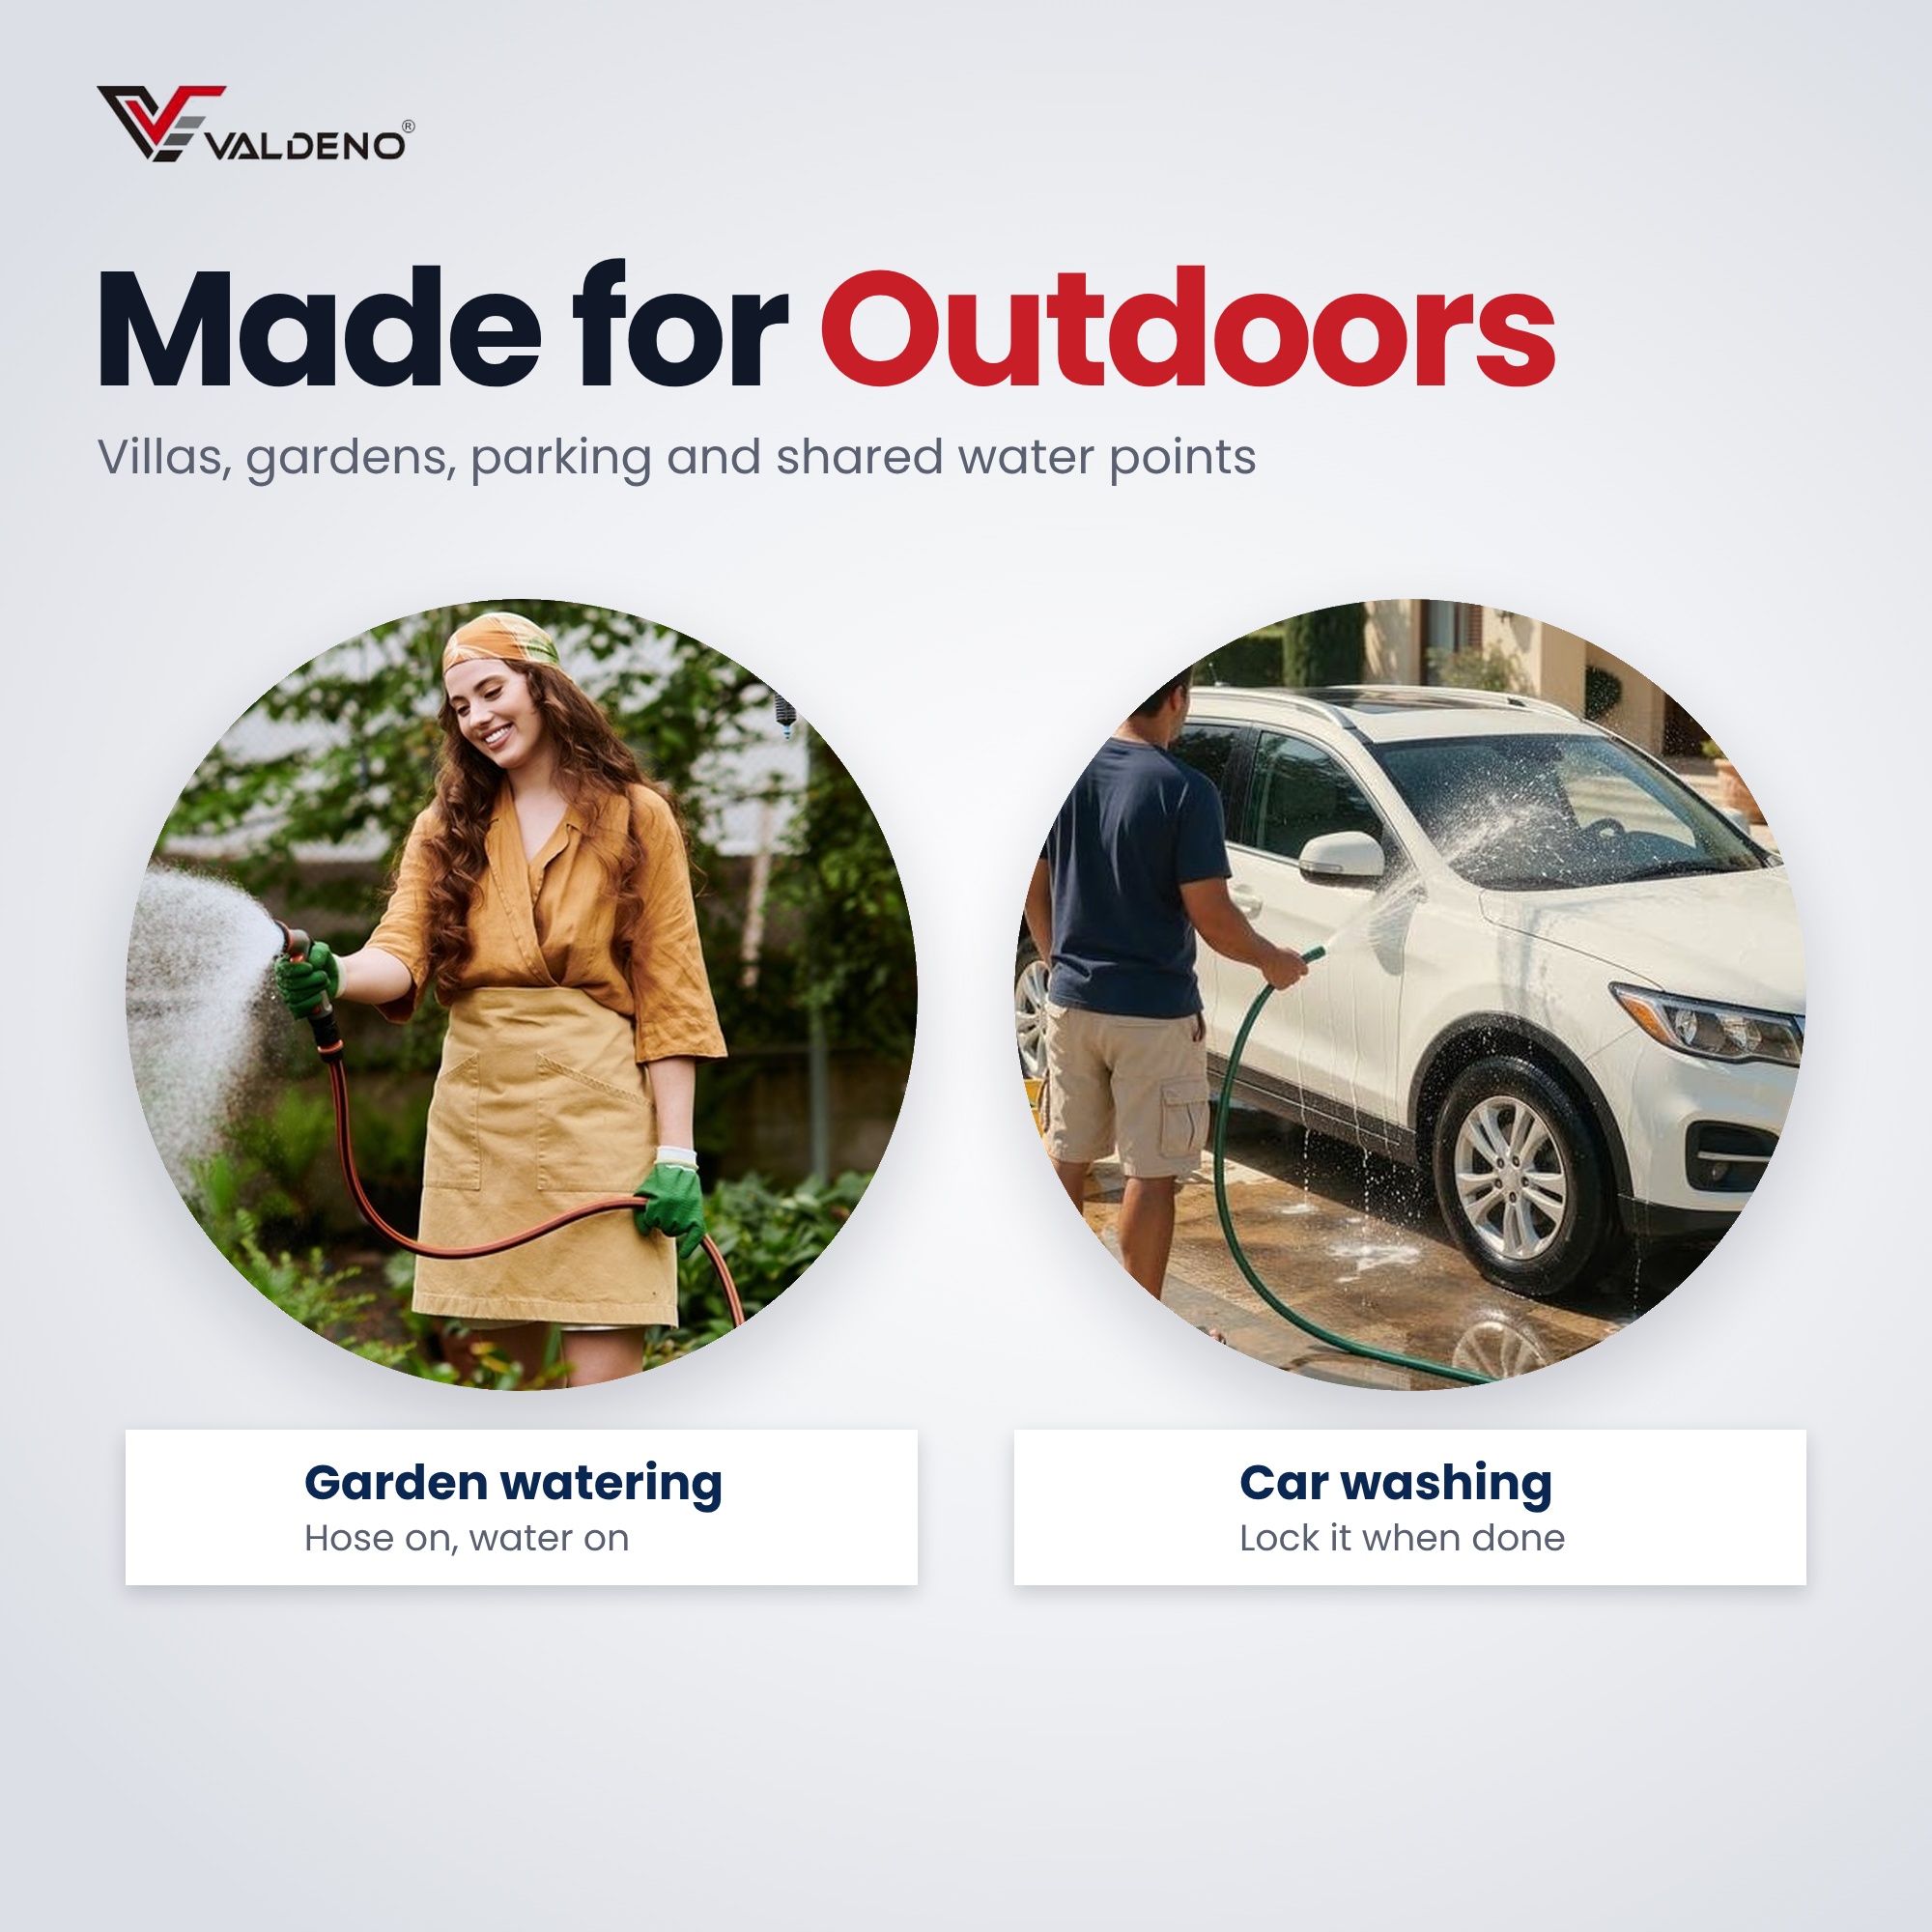 VALDENO®
Made for Outdoors
Villas, gardens, parking and shared water points
Garden watering
Hose on, water on
Car washing
Lock it when done